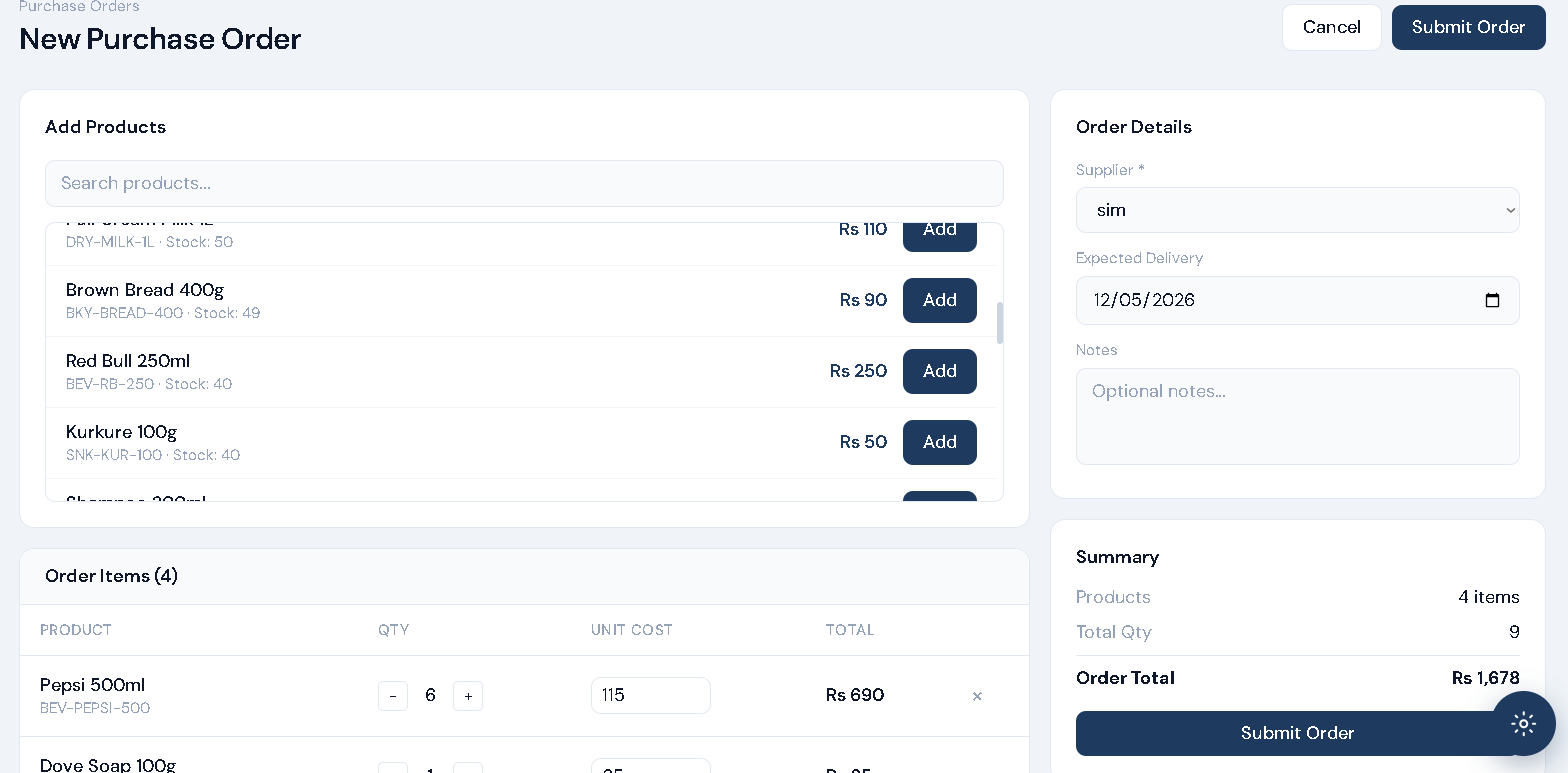 Purchase Orders
New Purchase Order
Cancel
Submit Order
Add Products
Search products...
DRY-MILK-1L · Stock: 50
Rs 110
Add
Brown Bread 400g
BKY-BREAD-400 · Stock: 49
Rs 90
Add
Red Bull 250ml
BEV-RB-250 · Stock: 40
Rs 250
Add
Kurkure 100g
SNK-KUR-100 · Stock: 40
Rs 50
Add
Order Items (4)
PRODUCT
QTY
UNIT COST
TOTAL
Pepsi 500ml
BEV-PEPSI-500
-
6
+
115
Rs 690
×
Dove Soap 100g
Order Details
Supplier *
sim
Expected Delivery
12/05/2026
Notes
Optional notes...
Summary
Products
4 items
Total Qty
9
Order Total
Rs 1,678
Submit Order